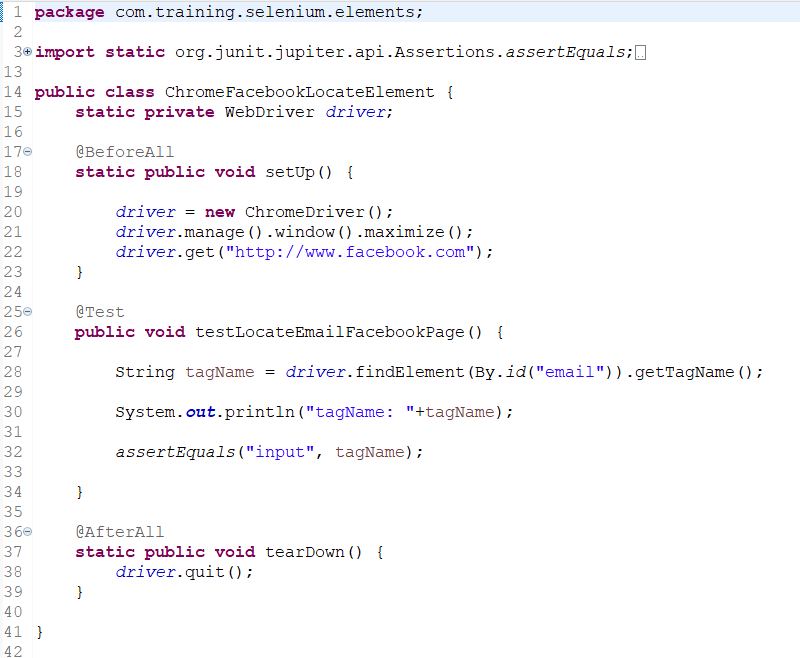 1 package com.training.selenium.elements;
2
3 import static org.junit.jupiter.api.Assertions.assertEquals;
13
14 public class ChromeFacebookLocateElement {
15 static private WebDriver driver;
16
17 @BeforeAll
18 static public void setUp() {
19
20 driver = new ChromeDriver();
21 driver.manage().window().maximize();
22 driver.get("http://www.facebook.com");
23 }
24
25 @Test
26 public void testLocateEmailFacebookPage() {
27
28 String tagName = driver.findElement(By.id("email")).getTagName();
29
30 System.out.println("tagName: "+tagName);
31
32 assertEquals("input", tagName);
33
34 }
35
36 @AfterAll
37 static public void tearDown() {
38 driver.quit();
39 }
40
41 }
42